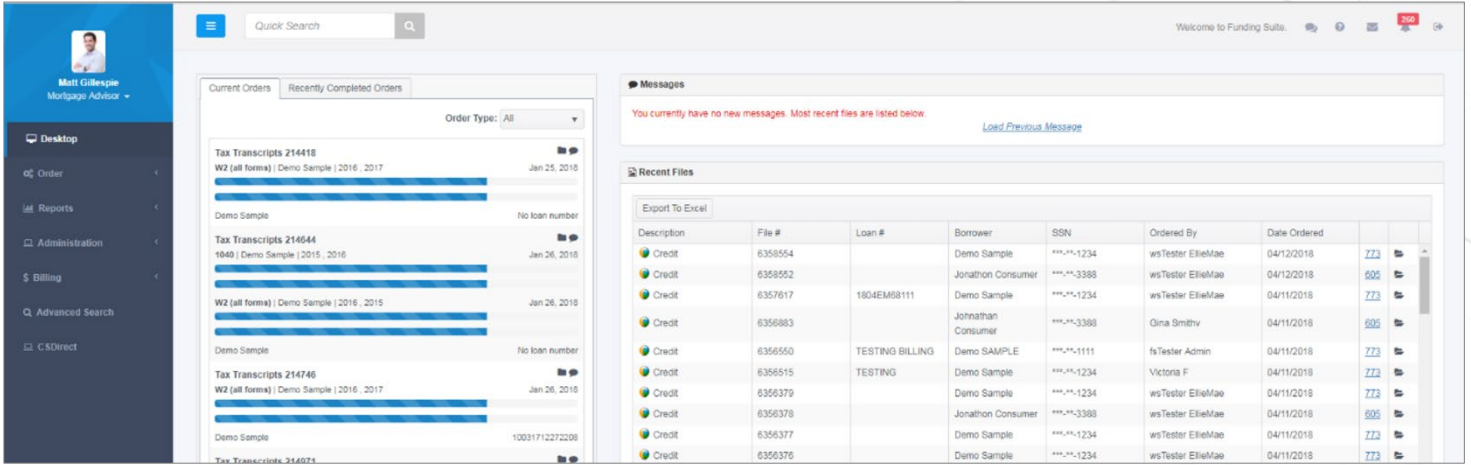 Quick Search
Welcome to Funding Suite.
260
Matt Gillespie
Mortgage Advisor
Desktop
Order
Reports
Administration
$ Billing
Advanced Search
CSDirect
Current Orders
Recently Completed Orders
Order Type: All
Tax Transcripts 214418
W2 (all forms) | Demo Sample | 2016 , 2017 Jan 25, 2018
Demo Sample No loan number
Tax Transcripts 214644
1040 | Demo Sample | 2015 , 2016 Jan 26, 2018
W2 (all forms) | Demo Sample | 2016 , 2015 Jan 26, 2018
Demo Sample No loan number
Tax Transcripts 214746
W2 (all forms) | Demo Sample | 2016 , 2017 Jan 26, 2018
Demo Sample 10031712272208
Tax Transcripts 214971
Messages
You currently have no new messages. Most recent files are listed below.
Load Previous Message
Recent Files
Export To Excel
Description File # Loan # Borrower SSN Ordered By Date Ordered
Credit 6358554 Demo Sample ***-**-1234 wsTester EllieMae 04/12/2018 773
Credit 6358552 Jonathon Consumer ***-**-3388 wsTester EllieMae 04/12/2018 605
Credit 6357617 1804EM68111 Demo Sample ***-**-1234 wsTester EllieMae 04/11/2018 773
Credit 6356883 Johnathan Consumer ***-**-3388 Gina Smithv 04/11/2018 605
Credit 6356550 TESTING BILLING Demo SAMPLE ***-**-1111 fsTester Admin 04/11/2018 773
Credit 6356515 TESTING Demo Sample ***-**-1234 Victoria F 04/11/2018 773
Credit 6356379 Demo Sample ***-**-1234 wsTester EllieMae 04/11/2018 773
Credit 6356378 Jonathon Consumer ***-**-3388 wsTester EllieMae 04/11/2018 605
Credit 6356377 Demo Sample ***-**-1234 wsTester EllieMae 04/11/2018 773
Credit 6356376 Demo Sample ***-**-1234 wsTester EllieMae 04/11/2018 773